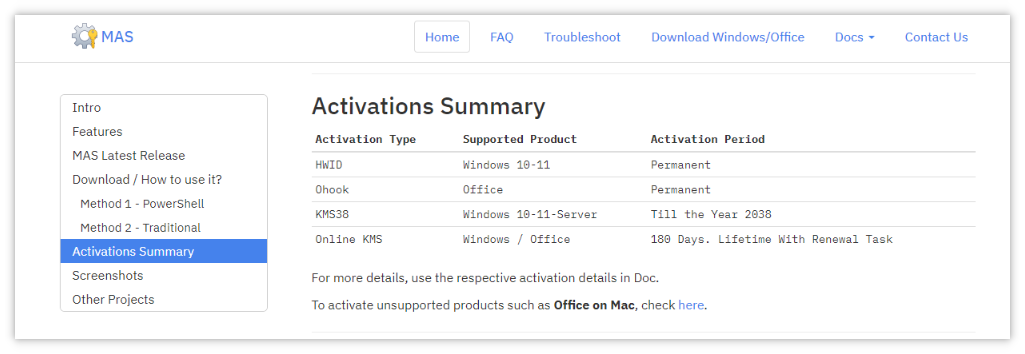 MAS
Home FAQ Troubleshoot Download Windows/Office Docs Contact Us
Intro
Features
MAS Latest Release
Download / How to use it?
Method 1 - PowerShell
Method 2 - Traditional
Activations Summary
Screenshots
Other Projects
Activations Summary
Activation Type Supported Product Activation Period
HWID Windows 10-11 Permanent
Ohook Office Permanent
KMS38 Windows 10-11-Server Till the Year 2038
Online KMS Windows / Office 180 Days. Lifetime With Renewal Task
For more details, use the respective activation details in Doc.
To activate unsupported products such as Office on Mac, check here.